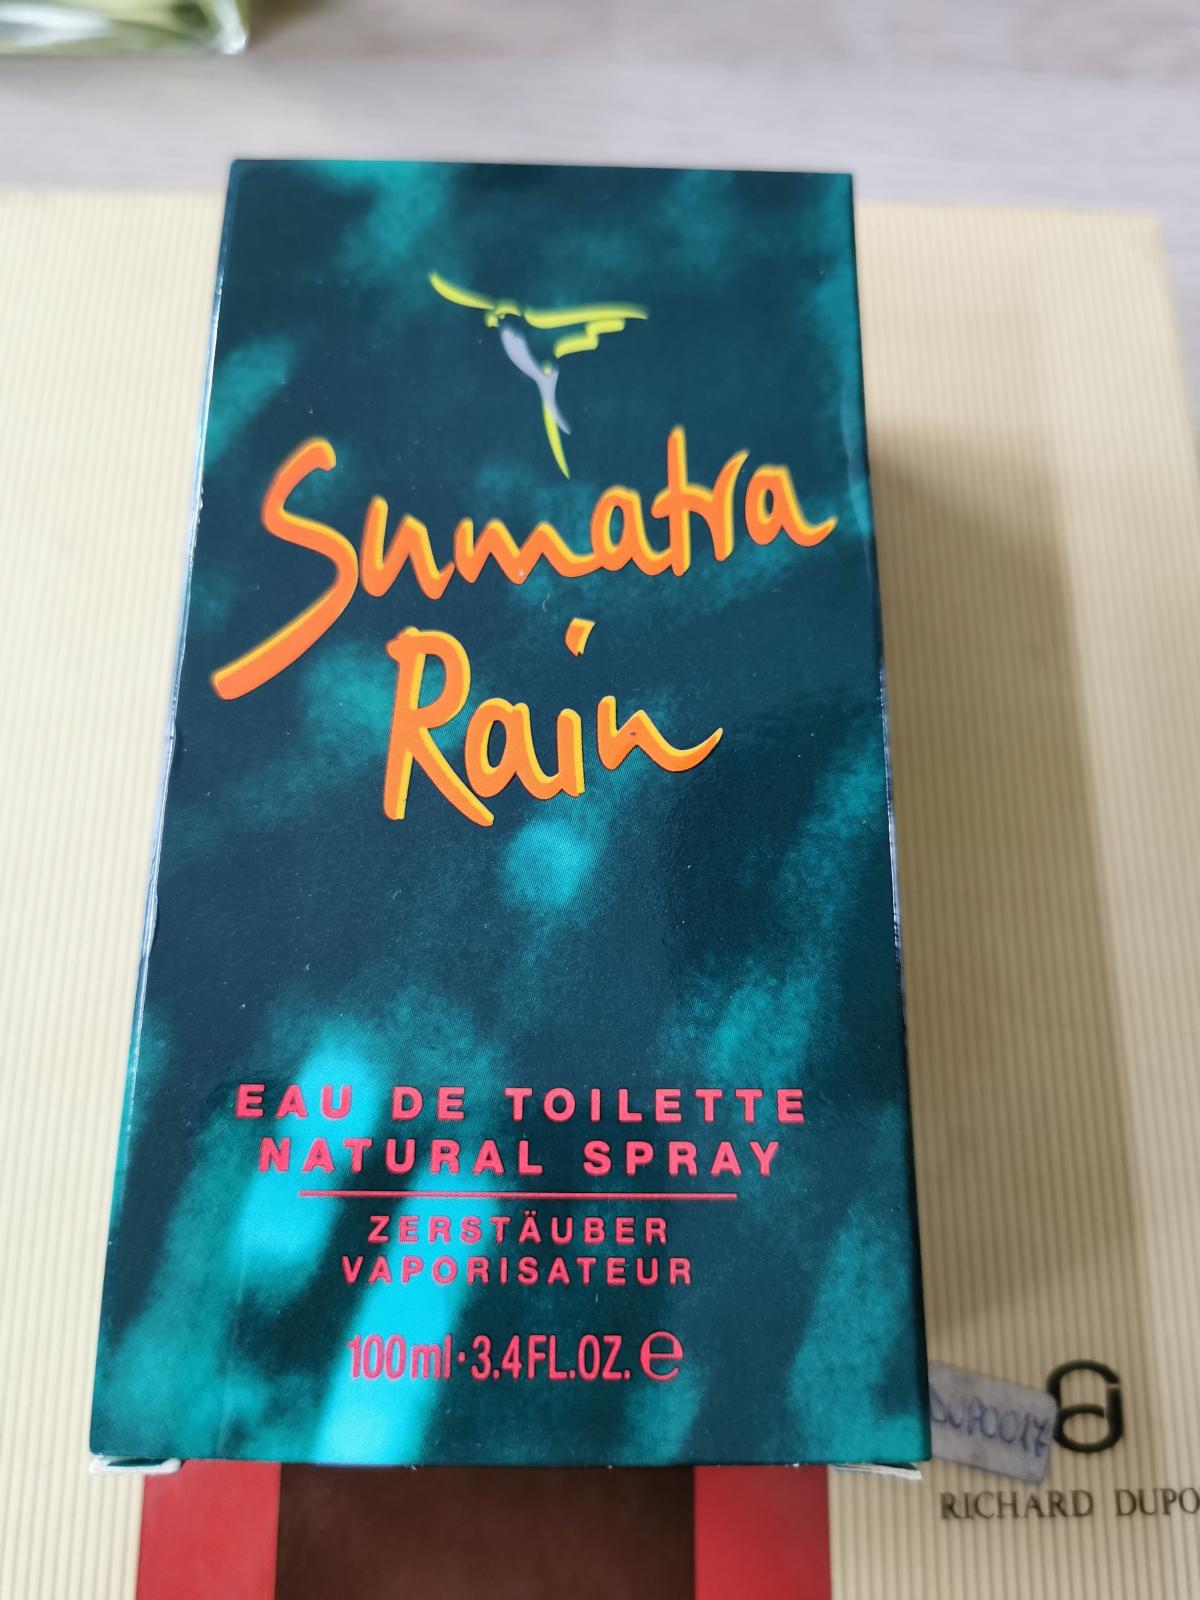 Sumatra
Rain
EAU DE TOILETTE
NATURAL SPRAY
ZERSTÄUBER
VAPORISATEUR
100ml·3.4FL.OZ.℮
RICHARD DUPO